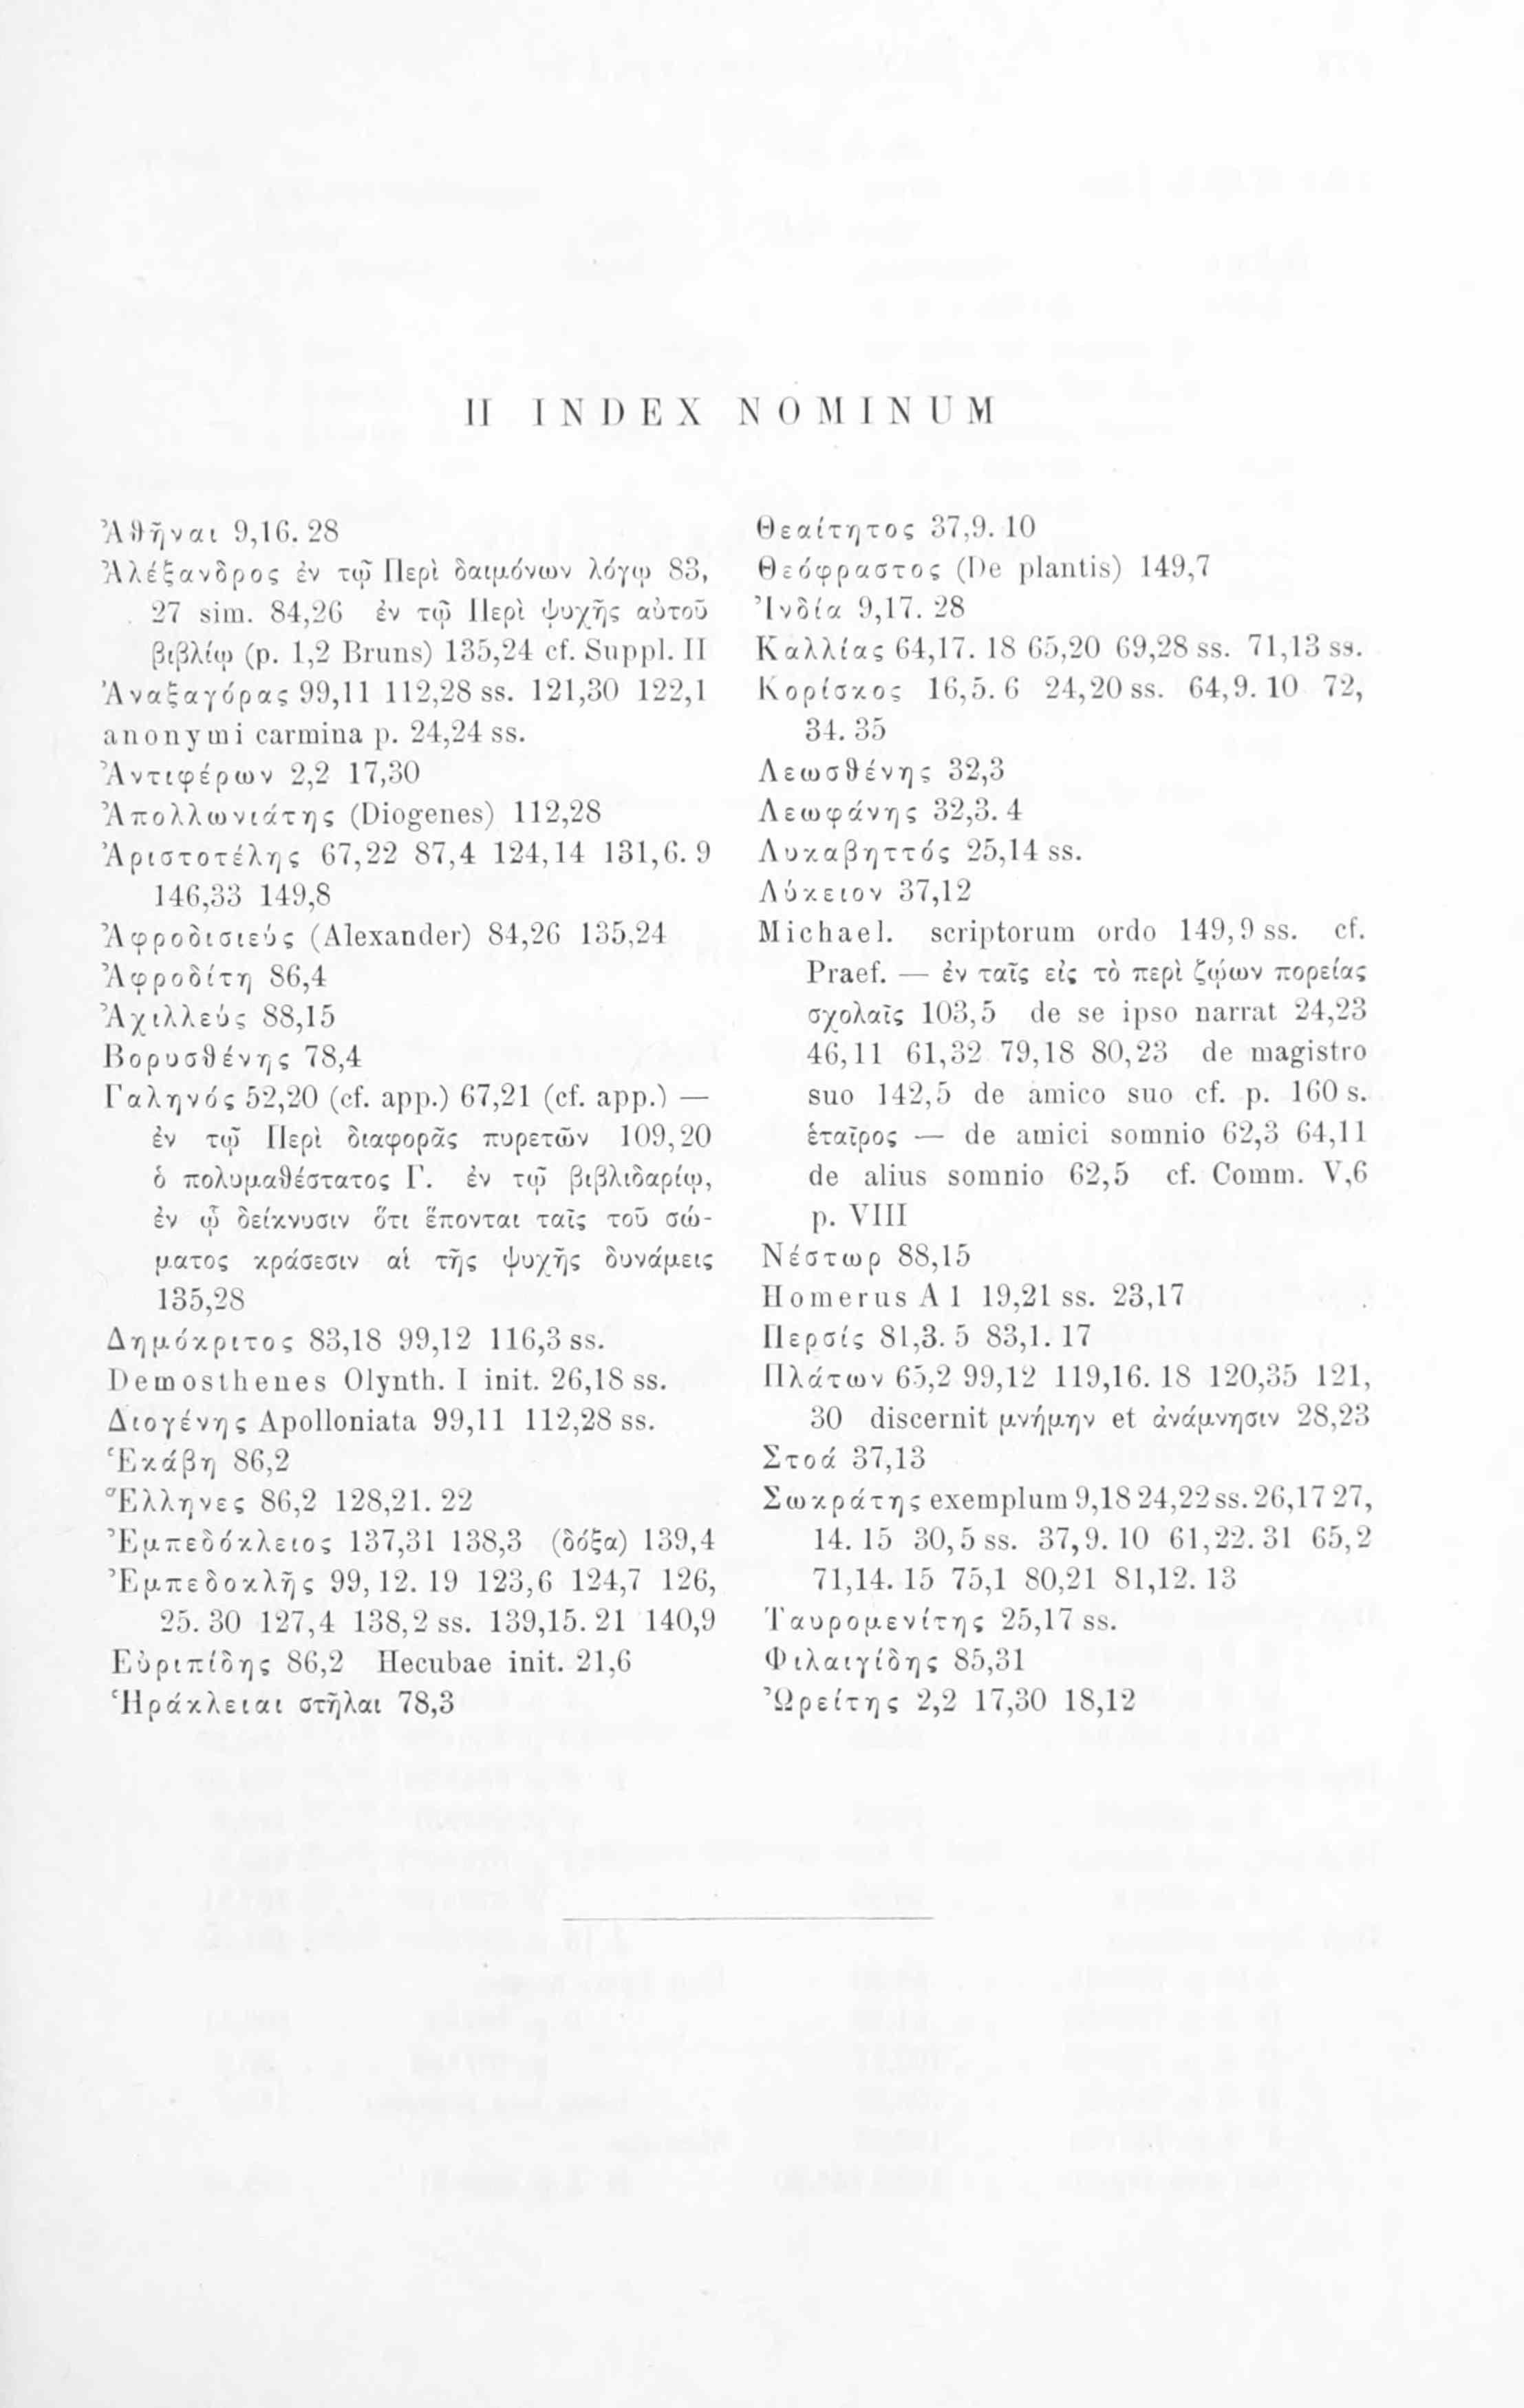 II INDEX NOMINUM
Ἀθῆναι 9,16. 28
Ἀλέξανδρος ἐν τῷ Περὶ δαιμόνων λόγῳ 83,
27 sim. 84,26 ἐν τῷ Περὶ ψυχῆς αὐτοῦ
βιβλίῳ (p. 1,2 Bruns) 135,24 cf. Suppl. II
Ἀναξαγόρας 99,11 112,28 ss. 121,30 122,1
anonymi carmina p. 24,24 ss.
Ἀντιφέρων 2,2 17,30
Ἀπολλωνιάτης (Diogenes) 112,28
Ἀριστοτέλης 67,22 87,4 124,14 131,6. 9
146,33 149,8
Ἀφροδισιεύς (Alexander) 84,26 135,24
Ἀφροδίτη 86,4
Ἀχιλλεύς 88,15
Βορυσθένης 78,4
Γαληνός 52,20 (cf. app.) 67,21 (cf. app.) —
ἐν τῷ Περὶ διαφορᾶς πυρετῶν 109,20
ὁ πολυμαθέστατος Γ. ἐν τῷ βιβλιδαρίῳ,
ἐν ᾧ δείκνυσιν ὅτι ἕπονται ταῖς τοῦ σώ-
ματος κράσεσιν αἱ τῆς ψυχῆς δυνάμεις
135,28
Δημόκριτος 83,18 99,12 116,3 ss.
Demosthenes Olynth. I init. 26,18 ss.
Διογένης Apolloniata 99,11 112,28 ss.
Ἑκάβη 86,2
Ἕλληνες 86,2 128,21. 22
Ἐμπεδόκλειος 137,31 138,3 (δόξα) 139,4
Ἐμπεδοκλῆς 99,12. 19 123,6 124,7 126,
25. 30 127,4 138,2 ss. 139,15. 21 140,9
Εὐριπίδης 86,2 Hecubae init. 21,6
Ἡράκλειαι στῆλαι 78,3
Θεαίτητος 37,9. 10
Θεόφραστος (De plantis) 149,7
Ἰνδία 9,17. 28
Καλλίας 64,17. 18 65,20 69,28 ss. 71,13 ss.
Κορίσκος 16,5. 6 24,20 ss. 64,9. 10 72,
34. 35
Λεωσθένης 32,3
Λεωφάνης 32,3. 4
Λυκαβηττός 25,14 ss.
Λύκειον 37,12
Michael. scriptorum ordo 149,9 ss. cf.
Praef. — ἐν ταῖς εἰς τὸ περὶ ζῴων πορείας
σχολαῖς 103,5 de se ipso narrat 24,23
46,11 61,32 79,18 80,23 de magistro
suo 142,5 de amico suo cf. p. 160 s.
ἑταῖρος — de amici somnio 62,3 64,11
de alius somnio 62,5 cf. Comm. V,6
p. VIII
Νέστωρ 88,15
Homerus A 1 19,21 ss. 23,17
Περσίς 81,3. 5 83,1. 17
Πλάτων 65,2 99,12 119,16. 18 120,35 121,
30 discernit μνήμην et ἀνάμνησιν 28,23
Στοά 37,13
Σωκράτης exemplum 9,18 24,22 ss. 26,17 27,
14. 15 30,5 ss. 37,9. 10 61,22. 31 65,2
71,14. 15 75,1 80,21 81,12. 13
Ταυρομενίτης 25,17 ss.
Φιλαιγίδης 85,31
Ὠρείτης 2,2 17,30 18,12